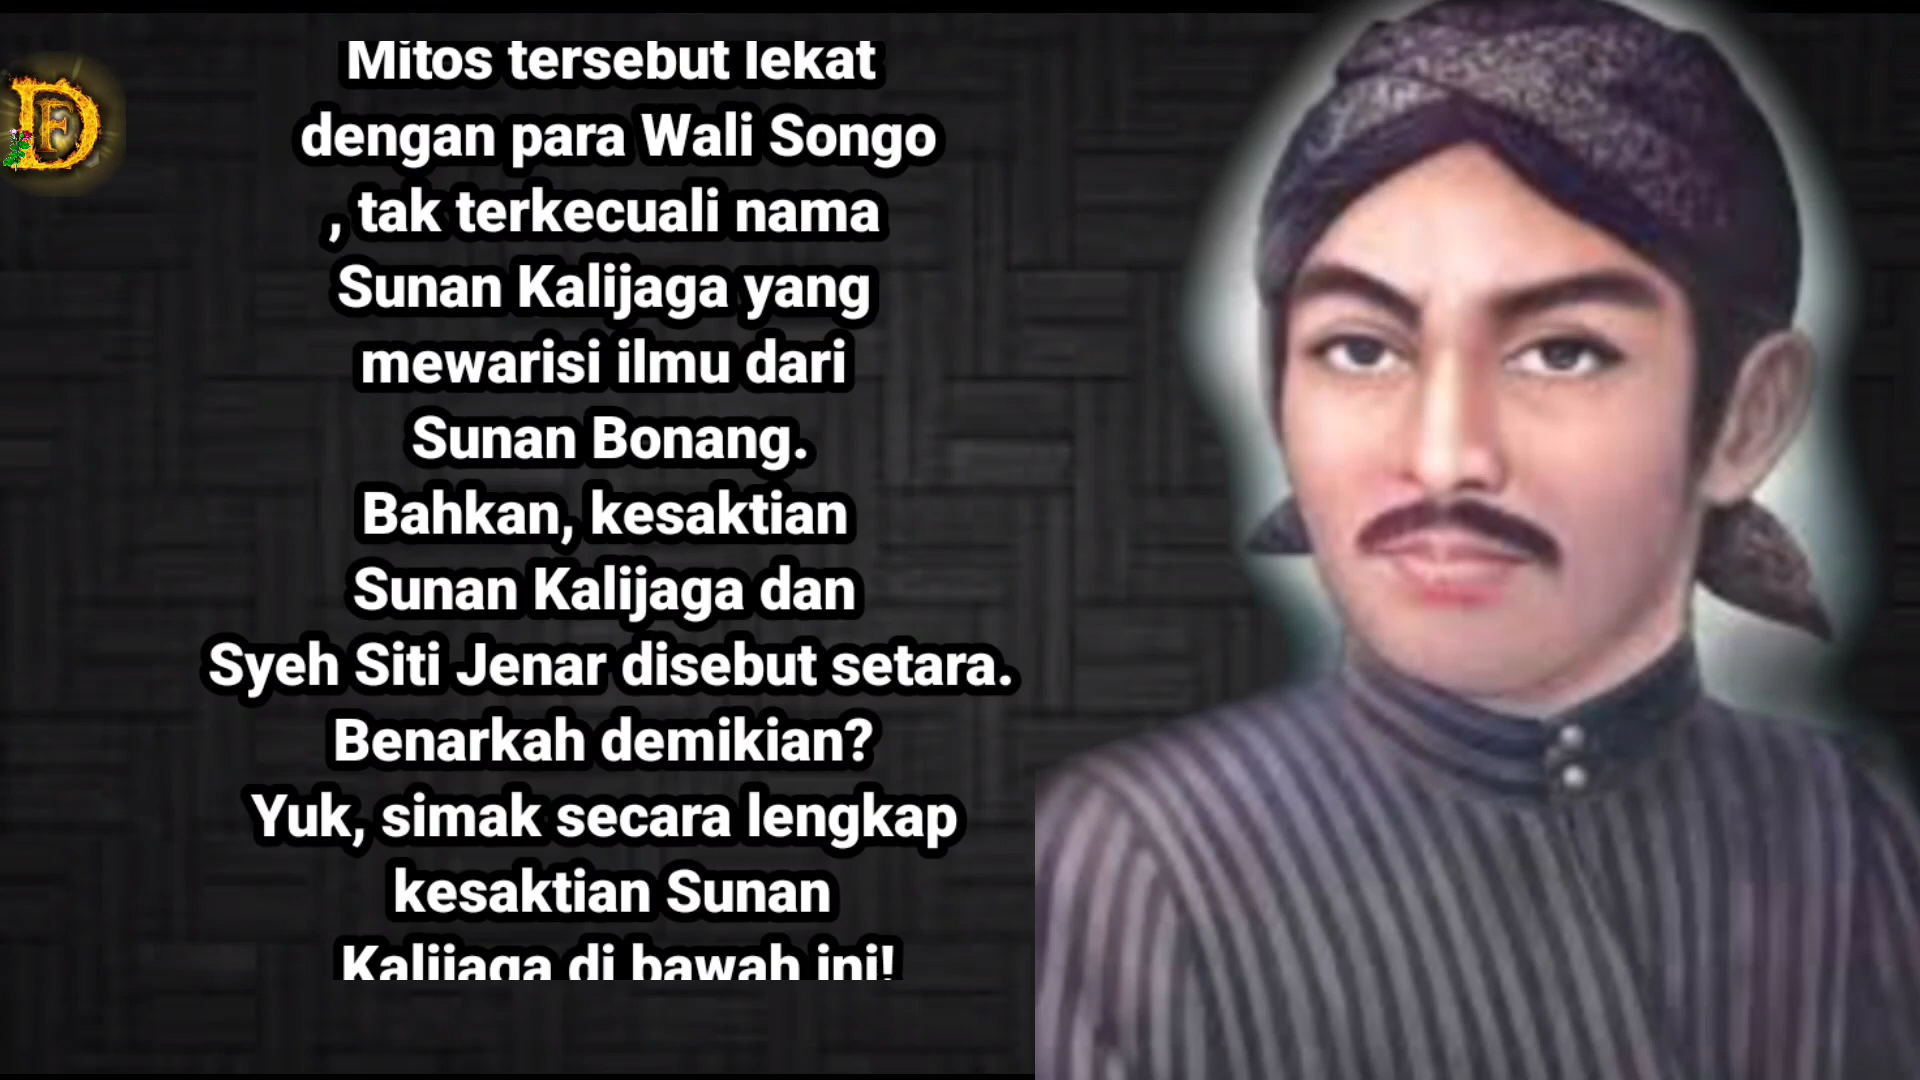 DF
Mitos tersebut lekat
dengan para Wali Songo
, tak terkecuali nama
Sunan Kalijaga yang
mewarisi ilmu dari
Sunan Bonang.
Bahkan, kesaktian
Sunan Kalijaga dan
Syeh Siti Jenar disebut setara.
Benarkah demikian?
Yuk, simak secara lengkap
kesaktian Sunan
Kalijaga di bawah ini!